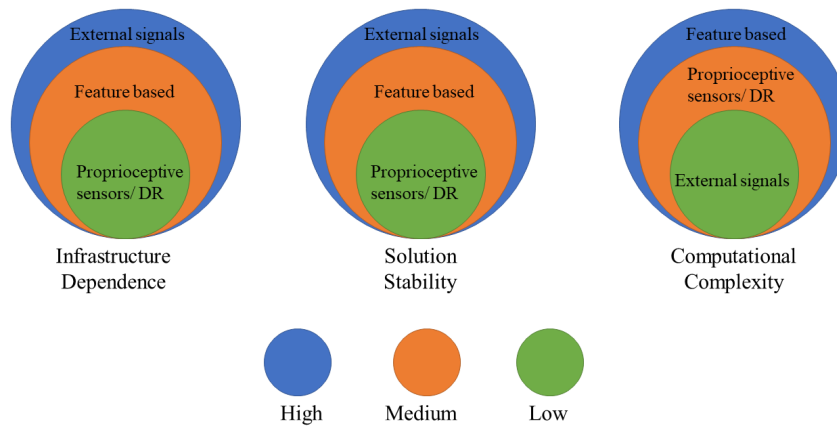 External signals
Feature based
Proprioceptive
sensors/ DR
Infrastructure
Dependence
External signals
Feature based
Proprioceptive
sensors/ DR
Solution
Stability
Feature based
Proprioceptive
sensors/ DR
External signals
Computational
Complexity
High
Medium
Low